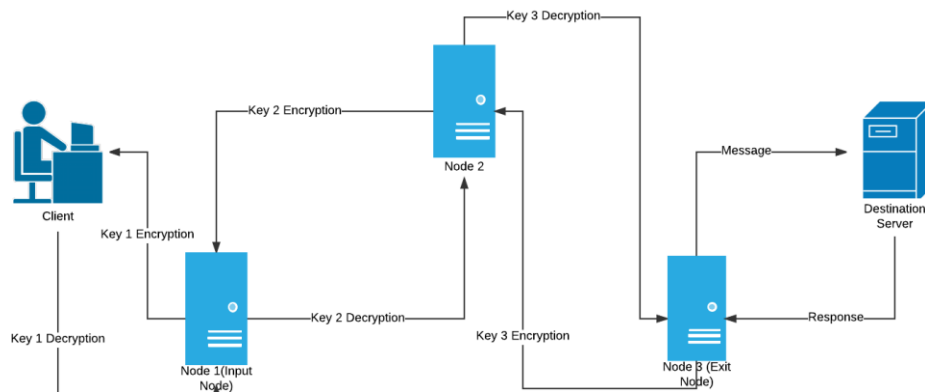 Key 3 Decryption
Key 2 Encryption
Message
Node 2
Destination
Server
Client
Key 1 Encryption
Key 2 Decryption
Response
Key 3 Encryption
Key 1 Decryption
Node 1(Input
Node)
Node 3 (Exit
Node)